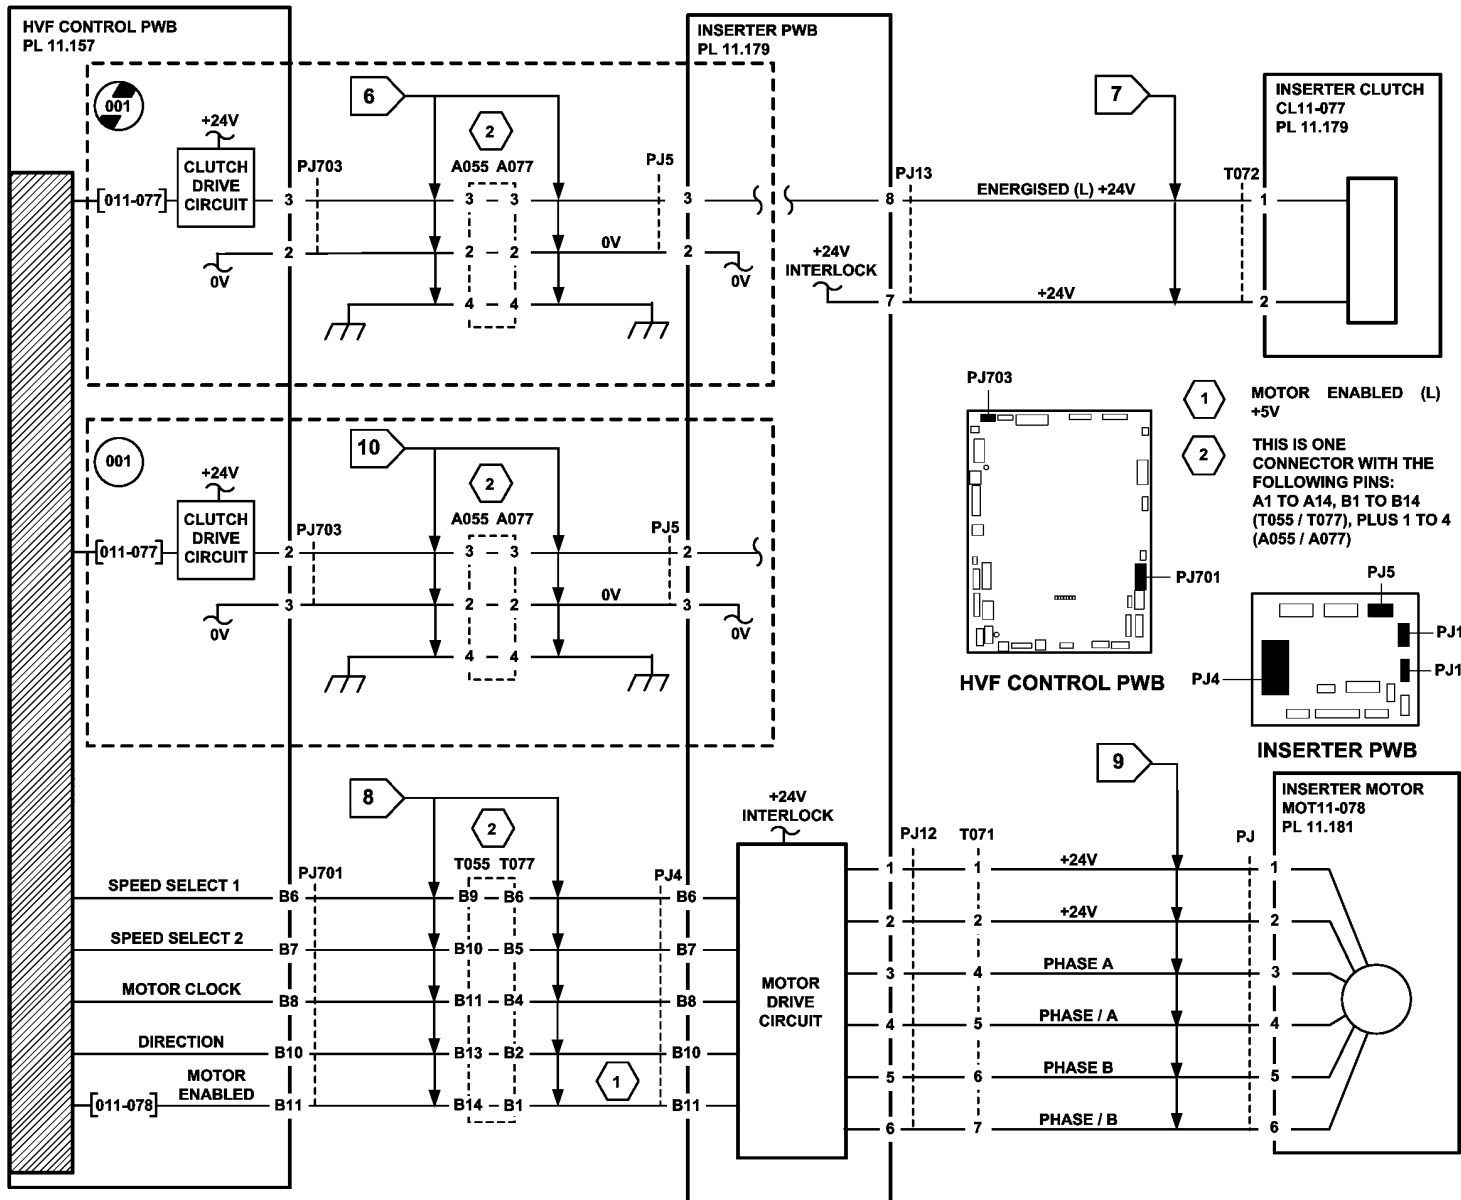 HVF CONTROL PWB
PL 11.157
INSERTER PWB
PL 11.179
001
+24V
CLUTCH
DRIVE
CIRCUIT
[011-077]
0V
PJ703
3
2
6
2
A055 A077
3 3
2 2
4 4
0V
PJ5
3
2
0V
+24V
INTERLOCK
PJ13
8
7
7
ENERGISED (L) +24V
+24V
T072
1
2
INSERTER CLUTCH
CL11-077
PL 11.179
001
+24V
CLUTCH
DRIVE
CIRCUIT
[011-077]
0V
PJ703
2
3
10
2
A055 A077
3 3
2 2
4 4
0V
PJ5
2
3
0V
PJ703
PJ701
HVF CONTROL PWB
1
MOTOR ENABLED (L)
+5V
2
THIS IS ONE
CONNECTOR WITH THE
FOLLOWING PINS:
A1 TO A14, B1 TO B14
(T055 / T077), PLUS 1 TO 4
(A055 / A077)
PJ5
PJ1
PJ1
PJ4
INSERTER PWB
8
2
PJ701
T055 T077
PJ4
SPEED SELECT 1
B6
B9 B6
B6
SPEED SELECT 2
B7
B10 B5
B7
MOTOR CLOCK
B8
B11 B4
B8
DIRECTION
B10
B13 B2
B10
MOTOR
ENABLED
[011-078]
B11
B14 B1
1
B11
+24V
INTERLOCK
MOTOR
DRIVE
CIRCUIT
9
PJ12
T071
PJ
1 1 +24V 1
2 2 +24V 2
3 4 PHASE A 3
4 5 PHASE / A 4
5 6 PHASE B 5
6 7 PHASE / B 6
INSERTER MOTOR
MOT11-078
PL 11.181